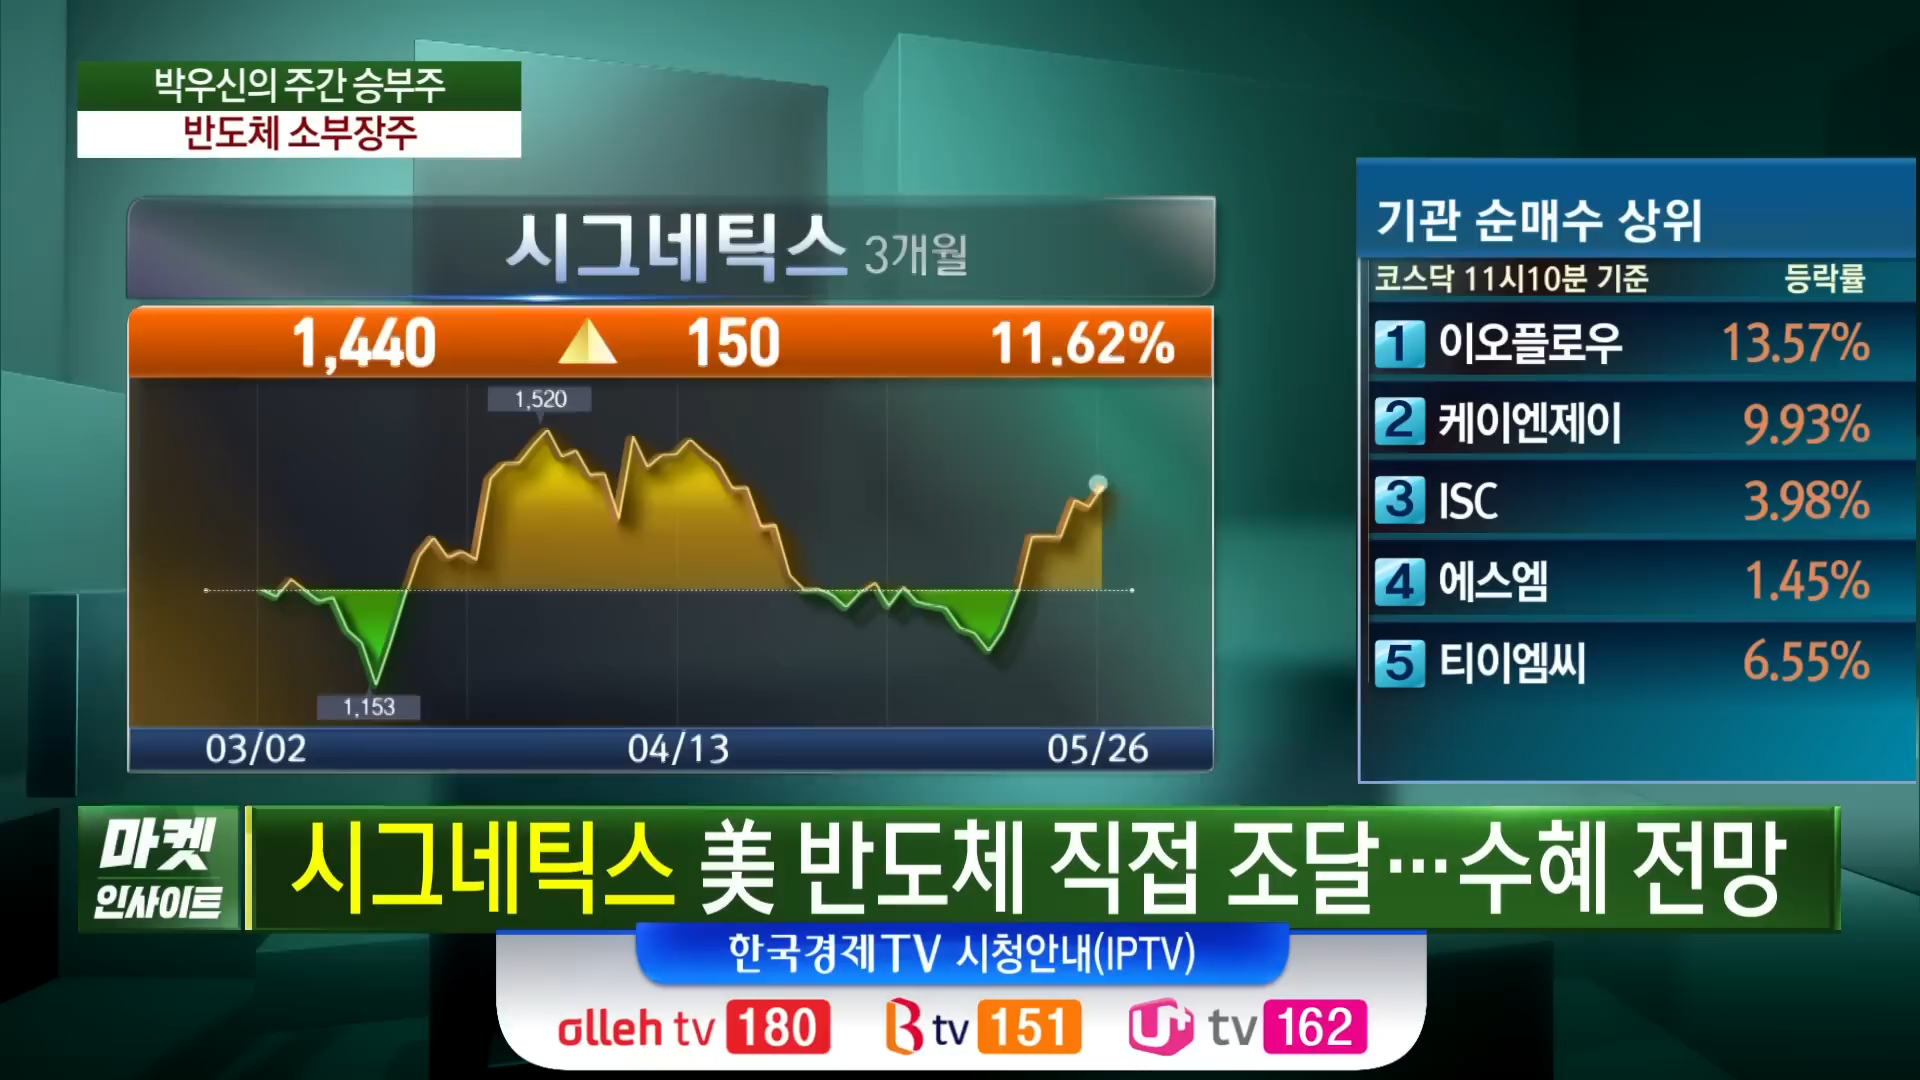 박우신의 주간 승부주
반도체 소부장주
시그네틱스 3개월
1,440 ▲ 150 11.62%
1,520
1,153
03/02 04/13 05/26
기관 순매수 상위
코스닥 11시10분 기준 등락률
1 이오플로우 13.57%
2 케이엔제이 9.93%
3 ISC 3.98%
4 에스엠 1.45%
5 티이엠씨 6.55%
마켓
인사이트
시그네틱스 美 반도체 직접 조달…수혜 전망
한국경제TV 시청안내(IPTV)
olleh tv 180 B tv 151 U+ tv 162